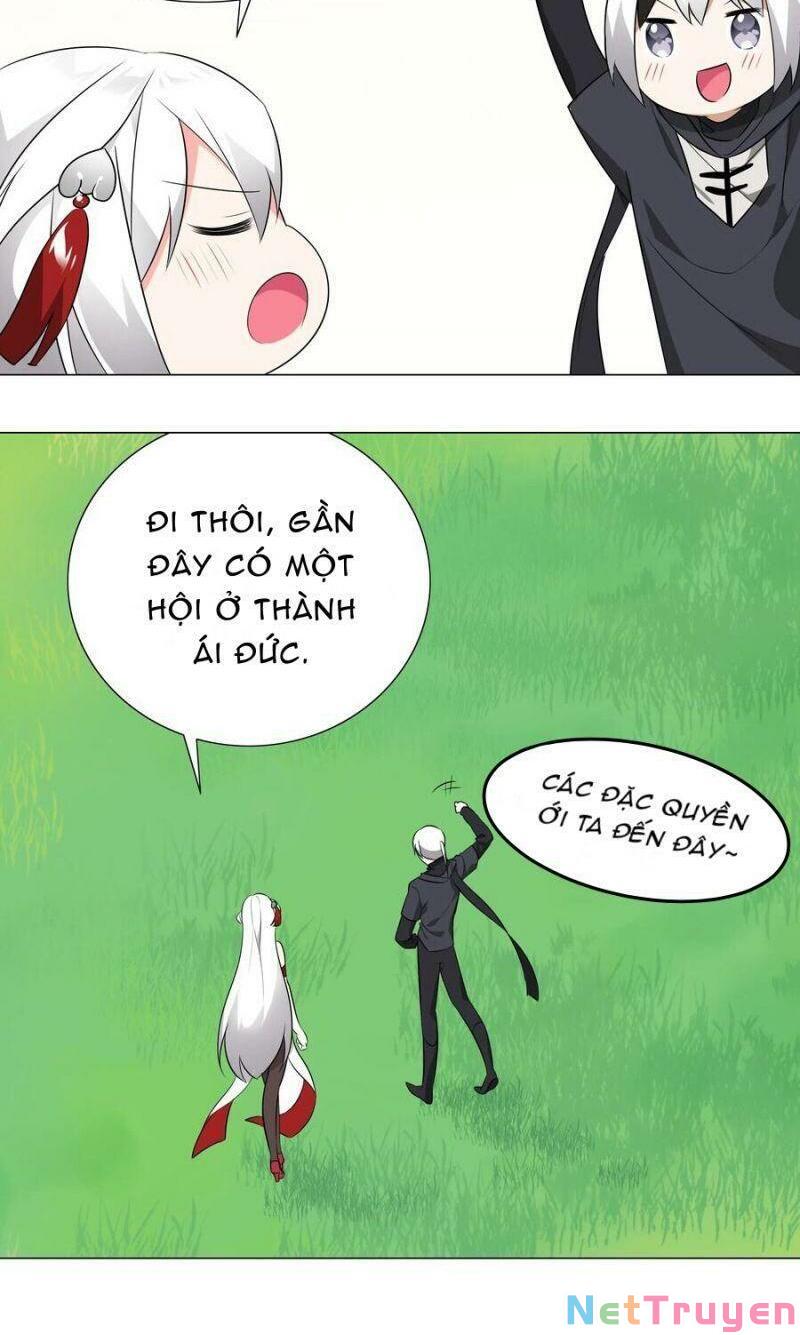 ĐI THÔI, GẦN
ĐÂY CÓ MỘT
HỘI Ở THÀNH
ÁI ĐỨC.
CÁC ĐẶC QUYỀN
ỚI TA ĐẾN ĐÂY~
NetTruyen